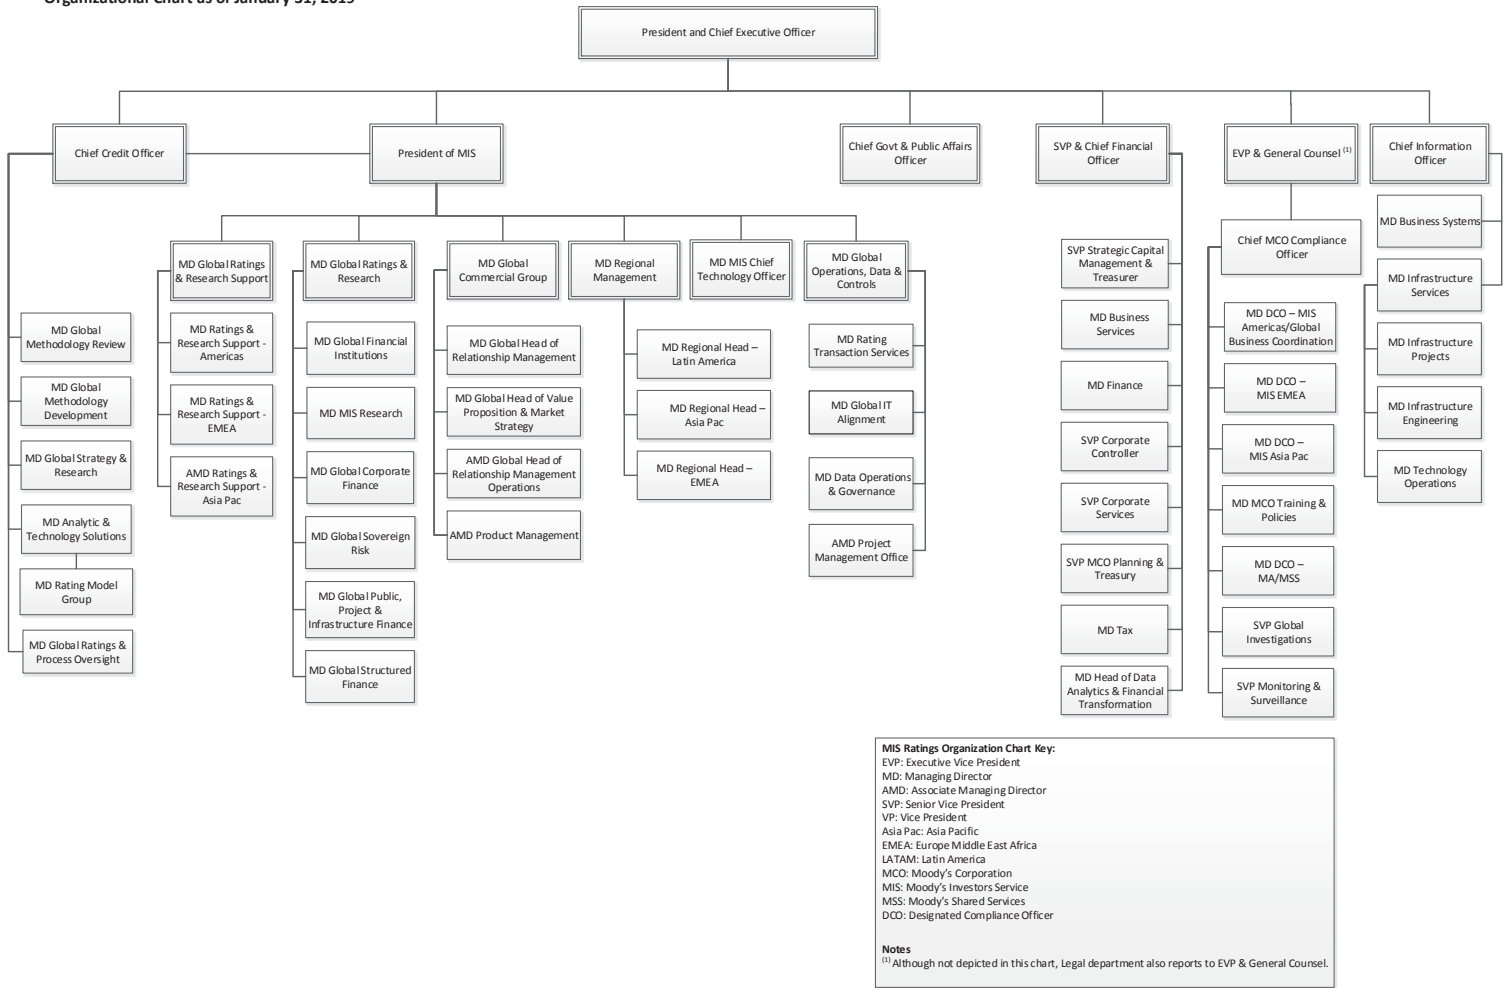 Organizational Chart as of January 31, 2019
President and Chief Executive Officer
Chief Credit Officer
President of MIS
Chief Govt & Public Affairs
Officer
SVP & Chief Financial
Officer
EVP & General Counsel (1)
Chief Information
Officer
MD Global Methodology Review
MD Global
Methodology
Development
MD Global Strategy &
Research
MD Analytic &
Technology Solutions
MD Rating Model
Group
MD Global Ratings &
Process Oversight
MD Global Ratings
& Research Support
MD Ratings &
Research Support -
Americas
MD Ratings &
Research Support -
EMEA
AMD Ratings &
Research Support -
Asia Pac
MD Global Ratings &
Research
MD Global Financial
Institutions
MD MIS Research
MD Global Corporate
Finance
MD Global Sovereign
Risk
MD Global Public,
Project &
Infrastructure Finance
MD Global Structured
Finance
MD Global
Commercial Group
MD Global Head of
Relationship Management
MD Global Head of Value
Proposition & Market
Strategy
AMD Global Head of
Relationship Management
Operations
AMD Product Management
MD Regional
Management
MD Regional Head –
Latin America
MD Regional Head –
Asia Pac
MD Regional Head –
EMEA
MD MIS Chief
Technology Officer
MD Global
Operations, Data &
Controls
MD Rating
Transaction Services
MD Global IT
Alignment
MD Data Operations
& Governance
AMD Project
Management Office
SVP Strategic Capital
Management &
Treasurer
MD Business
Services
MD Finance
SVP Corporate
Controller
SVP Corporate
Services
SVP MCO Planning &
Treasury
MD Tax
MD Head of Data
Analytics & Financial
Transformation
Chief MCO Compliance
Officer
MD DCO – MIS
Americas/Global
Business Coordination
MD DCO –
MIS EMEA
MD DCO –
MIS Asia Pac
MD MCO Training &
Policies
MD DCO –
MA/MSS
SVP Global
Investigations
SVP Monitoring &
Surveillance
MD Business Systems
MD Infrastructure
Services
MD Infrastructure
Projects
MD Infrastructure
Engineering
MD Technology
Operations
MIS Ratings Organization Chart Key:
EVP: Executive Vice President
MD: Managing Director
AMD: Associate Managing Director
SVP: Senior Vice President
VP: Vice President
Asia Pac: Asia Pacific
EMEA: Europe Middle East Africa
LATAM: Latin America
MCO: Moody's Corporation
MIS: Moody's Investors Service
MSS: Moody's Shared Services
DCO: Designated Compliance Officer
Notes
(1) Although not depicted in this chart, Legal department also reports to EVP & General Counsel.